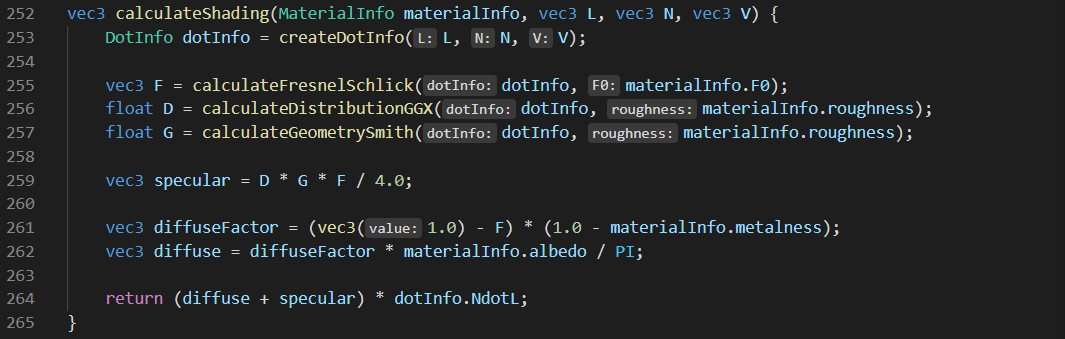 252 vec3 calculateShading(MaterialInfo materialInfo, vec3 L, vec3 N, vec3 V) {
253     DotInfo dotInfo = createDotInfo(L: L, N: N, V: V);
254
255     vec3 F = calculateFresnelSchlick(dotInfo: dotInfo, F0: materialInfo.F0);
256     float D = calculateDistributionGGX(dotInfo: dotInfo, roughness: materialInfo.roughness);
257     float G = calculateGeometrySmith(dotInfo: dotInfo, roughness: materialInfo.roughness);
258
259     vec3 specular = D * G * F / 4.0;
260
261     vec3 diffuseFactor = (vec3(value: 1.0) - F) * (1.0 - materialInfo.metalness);
262     vec3 diffuse = diffuseFactor * materialInfo.albedo / PI;
263
264     return (diffuse + specular) * dotInfo.NdotL;
265 }